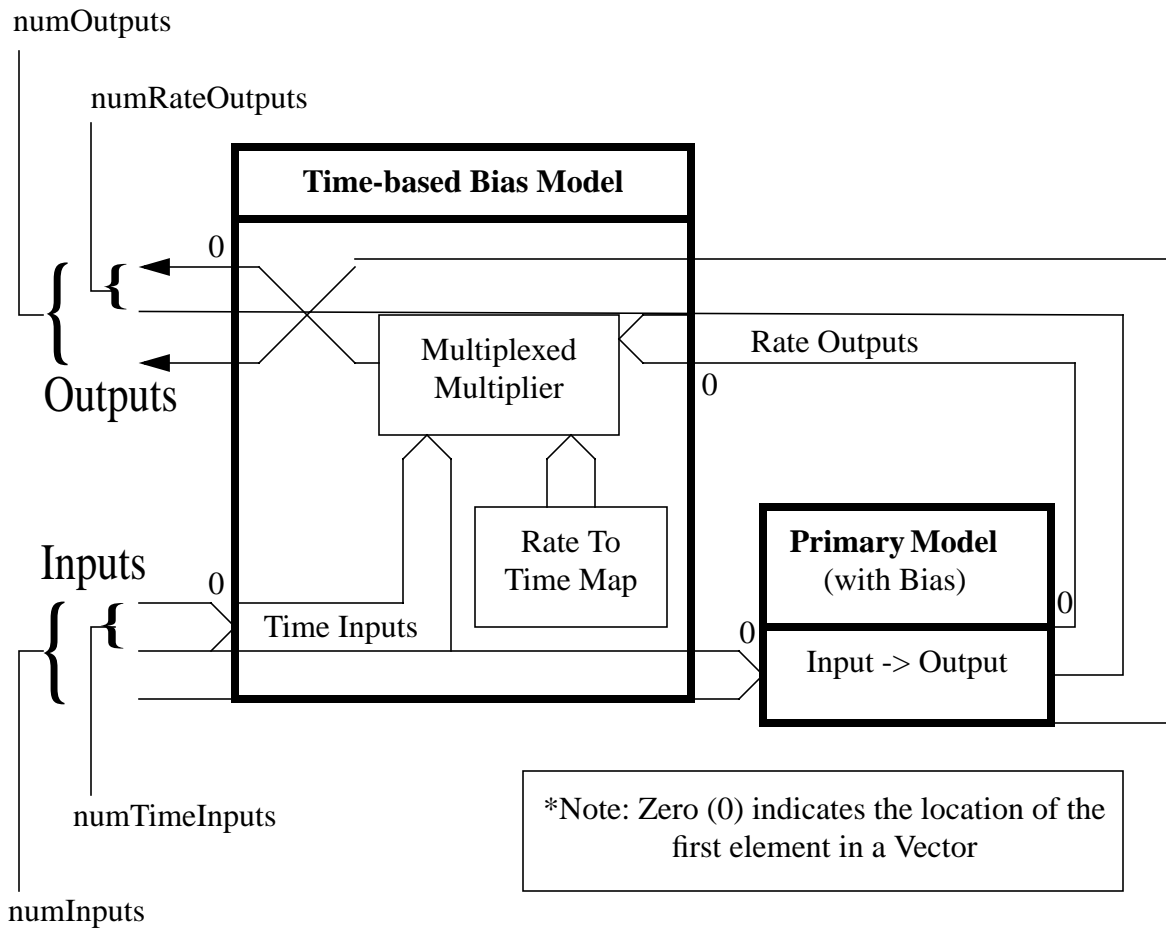 numOutputs
numRateOutputs
Time-based Bias Model
0
Multiplexed
Multiplier
Rate Outputs
0
Outputs
Inputs
0
Time Inputs
Rate To
Time Map
Primary Model
(with Bias)
0
0
Input -> Output
numTimeInputs
numInputs
*Note: Zero (0) indicates the location of the
first element in a Vector